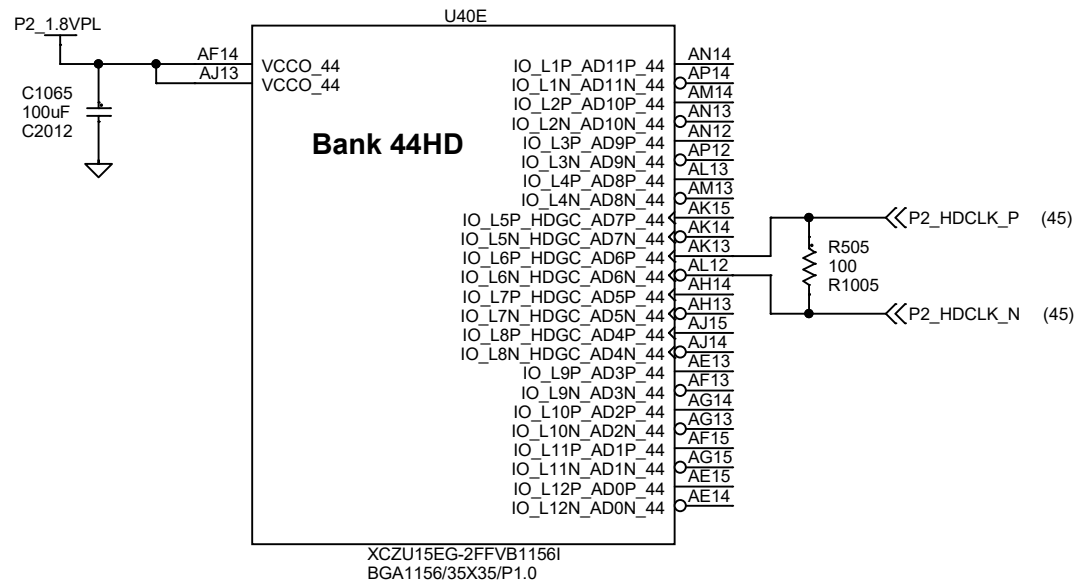 U40E
P2_1.8VPL
AF14
AJ13
VCCO_44
VCCO_44
C1065
100uF
C2012
Bank 44HD
IO_L1P_AD11P_44 AN14
IO_L1N_AD11N_44 AP14
IO_L2P_AD10P_44 AM14
IO_L2N_AD10N_44 AN13
IO_L3P_AD9P_44 AN12
IO_L3N_AD9N_44 AP12
IO_L4P_AD8P_44 AL13
IO_L4N_AD8N_44 AM13
IO_L5P_HDGC_AD7P_44 AK15
IO_L5N_HDGC_AD7N_44 AK14
IO_L6P_HDGC_AD6P_44 AK13
IO_L6N_HDGC_AD6N_44 AL12
IO_L7P_HDGC_AD5P_44 AH14
IO_L7N_HDGC_AD5N_44 AH13
IO_L8P_HDGC_AD4P_44 AJ15
IO_L8N_HDGC_AD4N_44 AJ14
IO_L9P_AD3P_44 AE13
IO_L9N_AD3N_44 AF13
IO_L10P_AD2P_44 AG14
IO_L10N_AD2N_44 AG13
IO_L11P_AD1P_44 AF15
IO_L11N_AD1N_44 AG15
IO_L12P_AD0P_44 AE15
IO_L12N_AD0N_44 AE14
P2_HDCLK_P (45)
R505
100
R1005
P2_HDCLK_N (45)
XCZU15EG-2FFVB1156I
BGA1156/35X35/P1.0